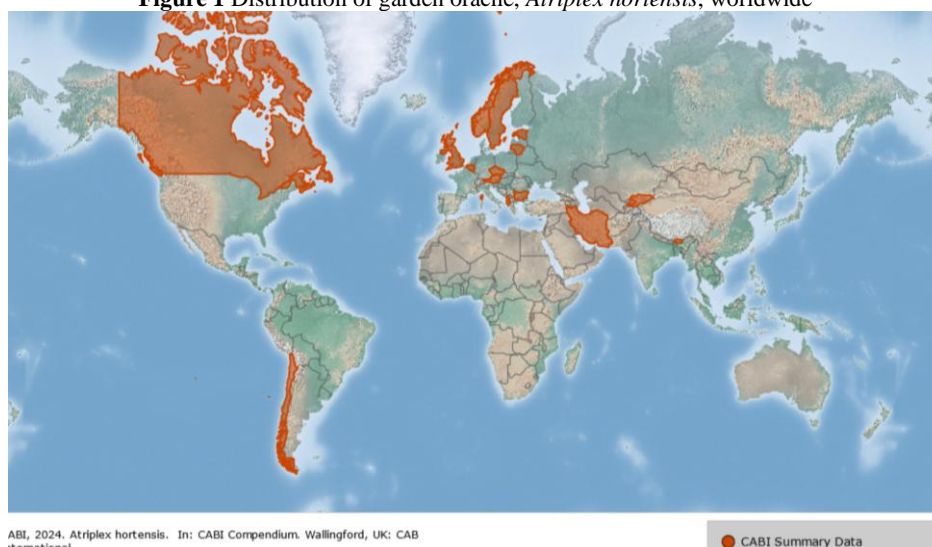 Figure 1 Distribution of garden orache, Atriplex hortensis, worldwide
ABI, 2024. Atriplex hortensis. In: CABI Compendium. Wallingford, UK: CAB
ternational
CABI Summary Data